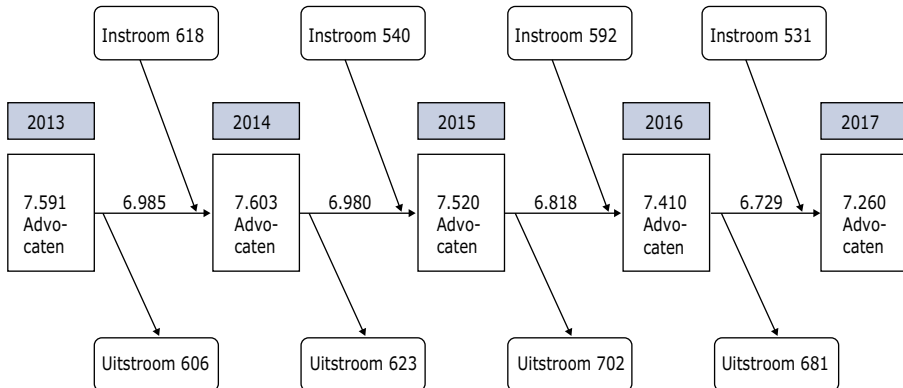 Instroom 618
Instroom 540
Instroom 592
Instroom 531
2013
2014
2015
2016
2017
7.591
Advo-
caten
6.985
7.603
Advo-
caten
6.980
7.520
Advo-
caten
6.818
7.410
Advo-
caten
6.729
7.260
Advo-
caten
Uitstroom 606
Uitstroom 623
Uitstroom 702
Uitstroom 681